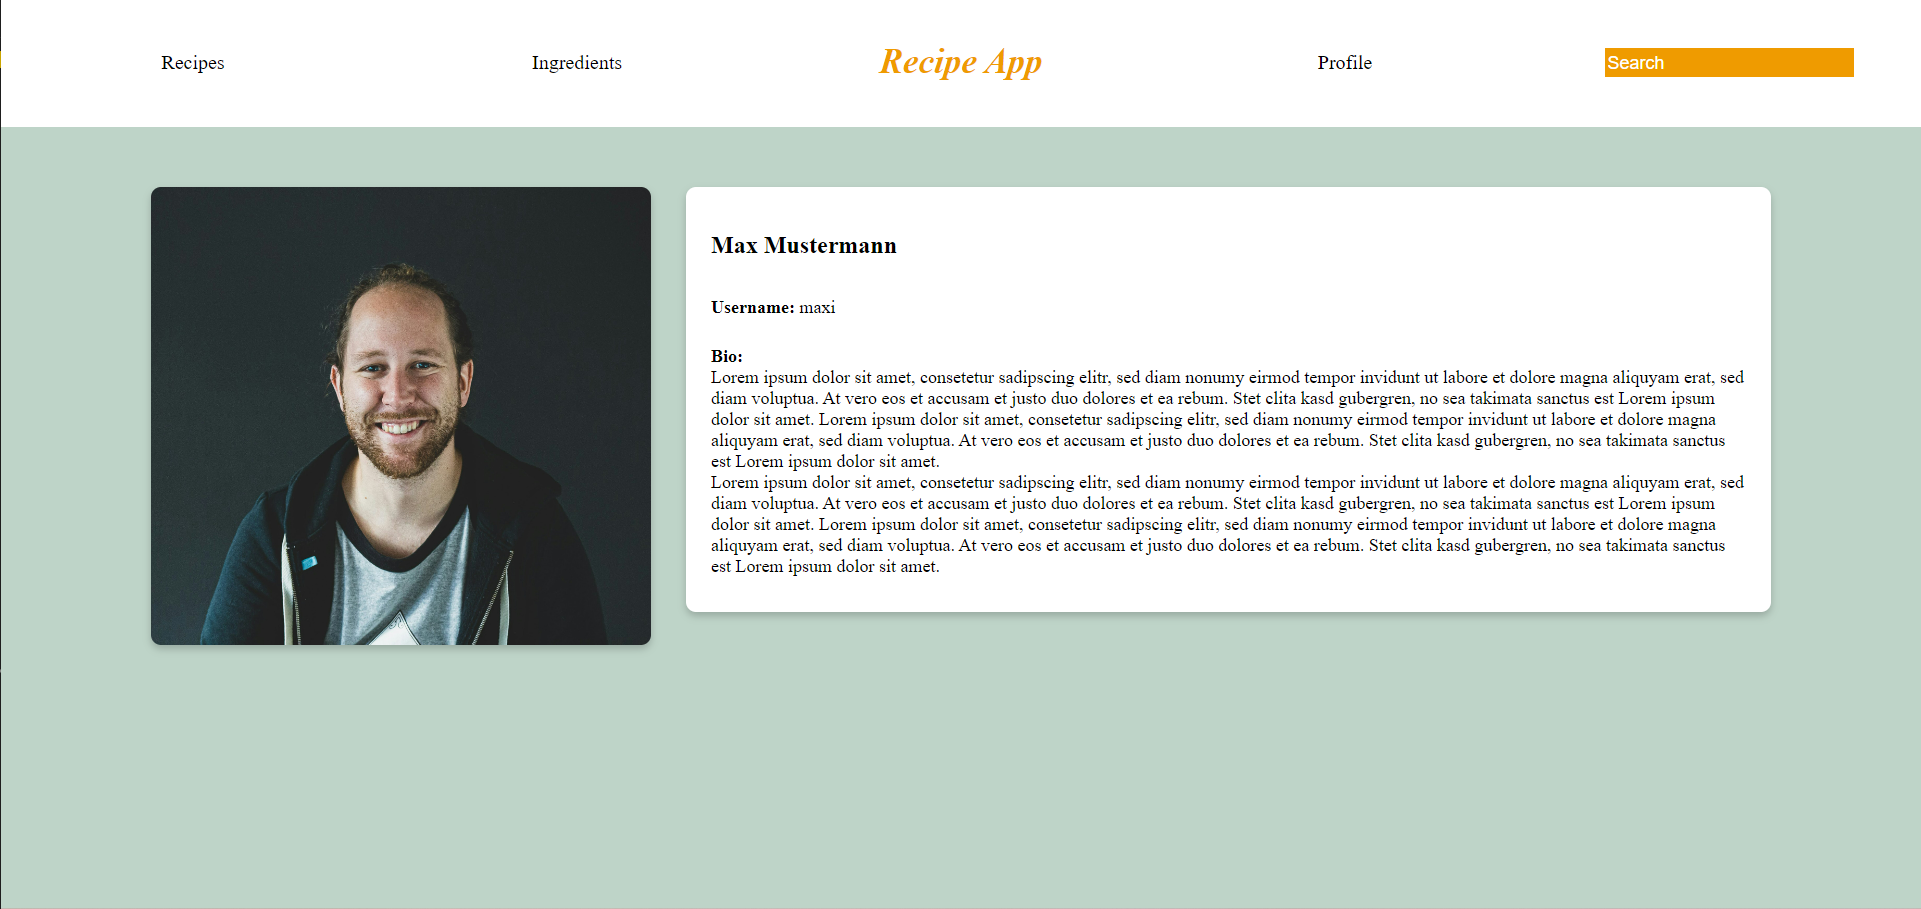 Recipes
Ingredients
Recipe App
Profile
Search
Max Mustermann
Username: maxi
Bio:
Lorem ipsum dolor sit amet, consetetur sadipscing elitr, sed diam nonumy eirmod tempor invidunt ut labore et dolore magna aliquyam erat, sed
diam voluptua. At vero eos et accusam et justo duo dolores et ea rebum. Stet clita kasd gubergren, no sea takimata sanctus est Lorem ipsum
dolor sit amet. Lorem ipsum dolor sit amet, consetetur sadipscing elitr, sed diam nonumy eirmod tempor invidunt ut labore et dolore magna
aliquyam erat, sed diam voluptua. At vero eos et accusam et justo duo dolores et ea rebum. Stet clita kasd gubergren, no sea takimata sanctus
est Lorem ipsum dolor sit amet.
Lorem ipsum dolor sit amet, consetetur sadipscing elitr, sed diam nonumy eirmod tempor invidunt ut labore et dolore magna aliquyam erat, sed
diam voluptua. At vero eos et accusam et justo duo dolores et ea rebum. Stet clita kasd gubergren, no sea takimata sanctus est Lorem ipsum
dolor sit amet. Lorem ipsum dolor sit amet, consetetur sadipscing elitr, sed diam nonumy eirmod tempor invidunt ut labore et dolore magna
aliquyam erat, sed diam voluptua. At vero eos et accusam et justo duo dolores et ea rebum. Stet clita kasd gubergren, no sea takimata sanctus
est Lorem ipsum dolor sit amet.